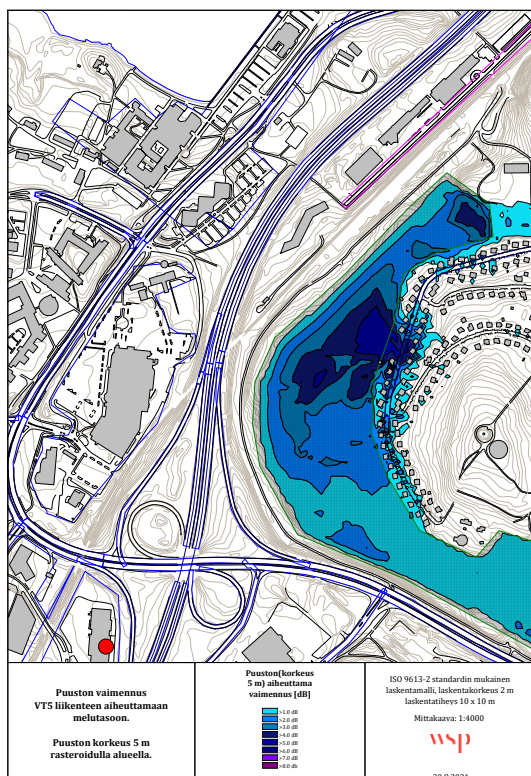 Puuston vaimennus
VT5 liikenteen aiheuttamaan
melutasoon.
Puuston korkeus 5 m
rasteroidulla alueella.
Puuston(korkeus
5 m) aiheuttama
vaimennus [dB]
>1.0 dB
>2.0 dB
>3.0 dB
>4.0 dB
>5.0 dB
>6.0 dB
>7.0 dB
>8.0 db
ISO 9613-2 standardin mukainen
laskentamalli, laskentakorkeus 2 m
laskentatiheys 10 x 10 m
Mittakaava: 1:4000
wsp